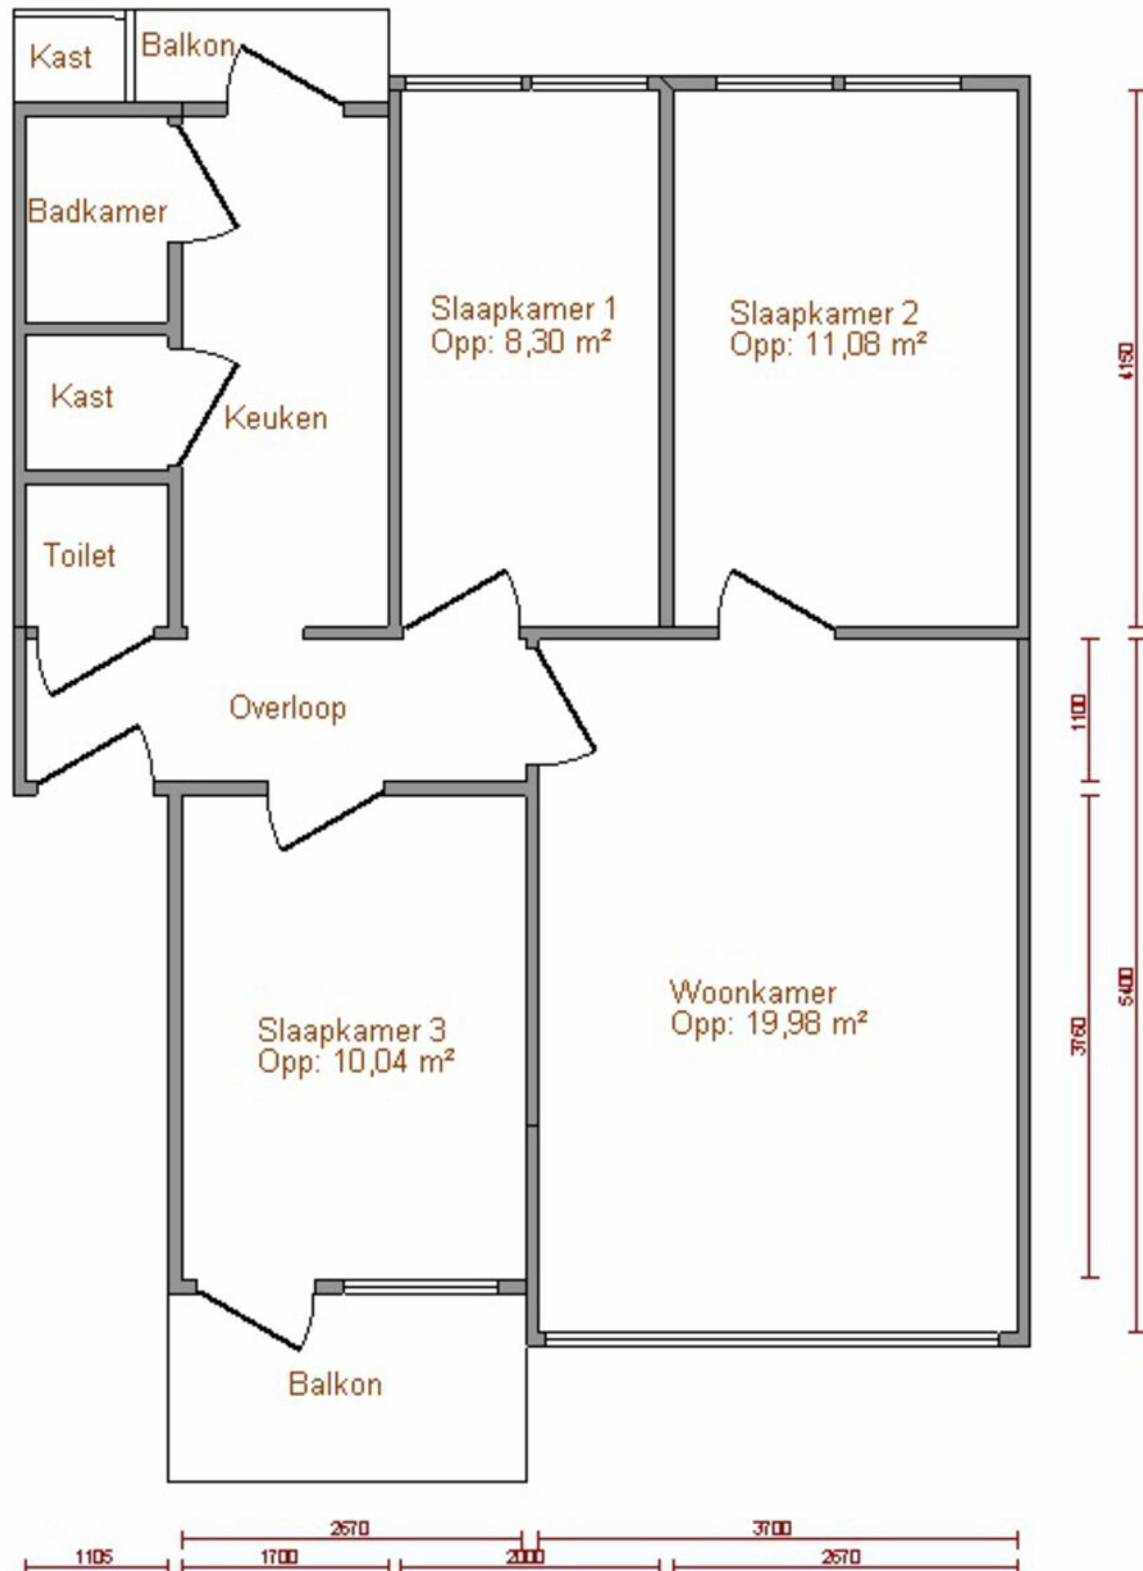 Kast
Balkon
Badkamer
Slaapkamer 1
Opp: 8,30 m²
Slaapkamer 2
Opp: 11,08 m²
4150
Kast
Keuken
Toilet
Overloop
1100
Woonkamer
Opp: 19,98 m²
5400
Slaapkamer 3
Opp: 10,04 m²
3760
Balkon
2670
3700
1105
1700
2000
2670